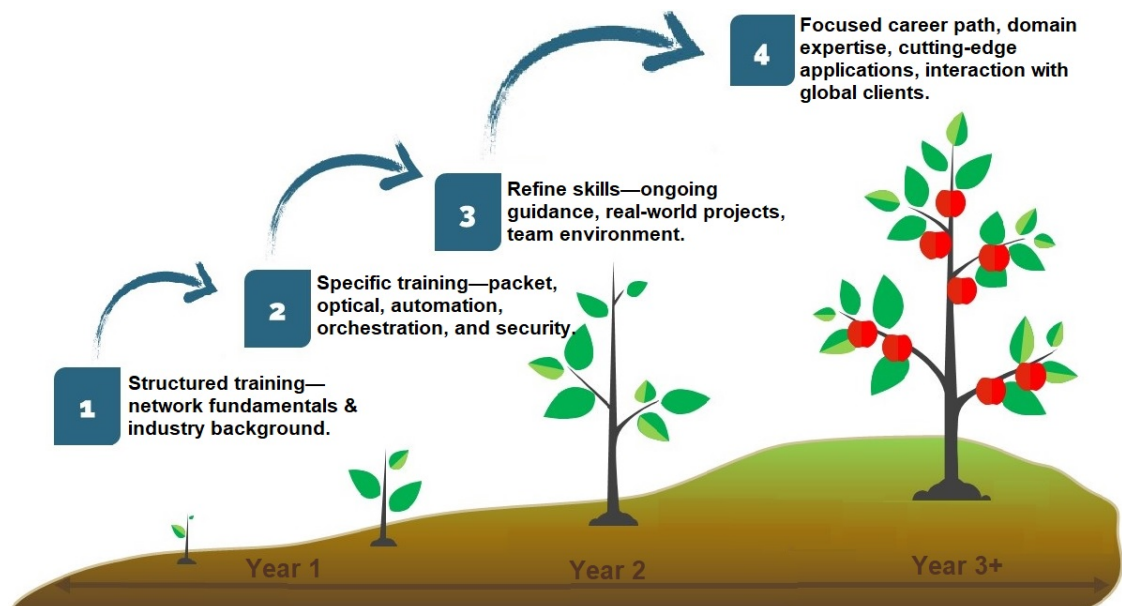 1
Structured training—
network fundamentals &
industry background.
2
Specific training—packet,
optical, automation,
orchestration, and security.
3
Refine skills—ongoing
guidance, real-world projects,
team environment.
4
Focused career path, domain
expertise, cutting-edge
applications, interaction with
global clients.
Year 1
Year 2
Year 3+